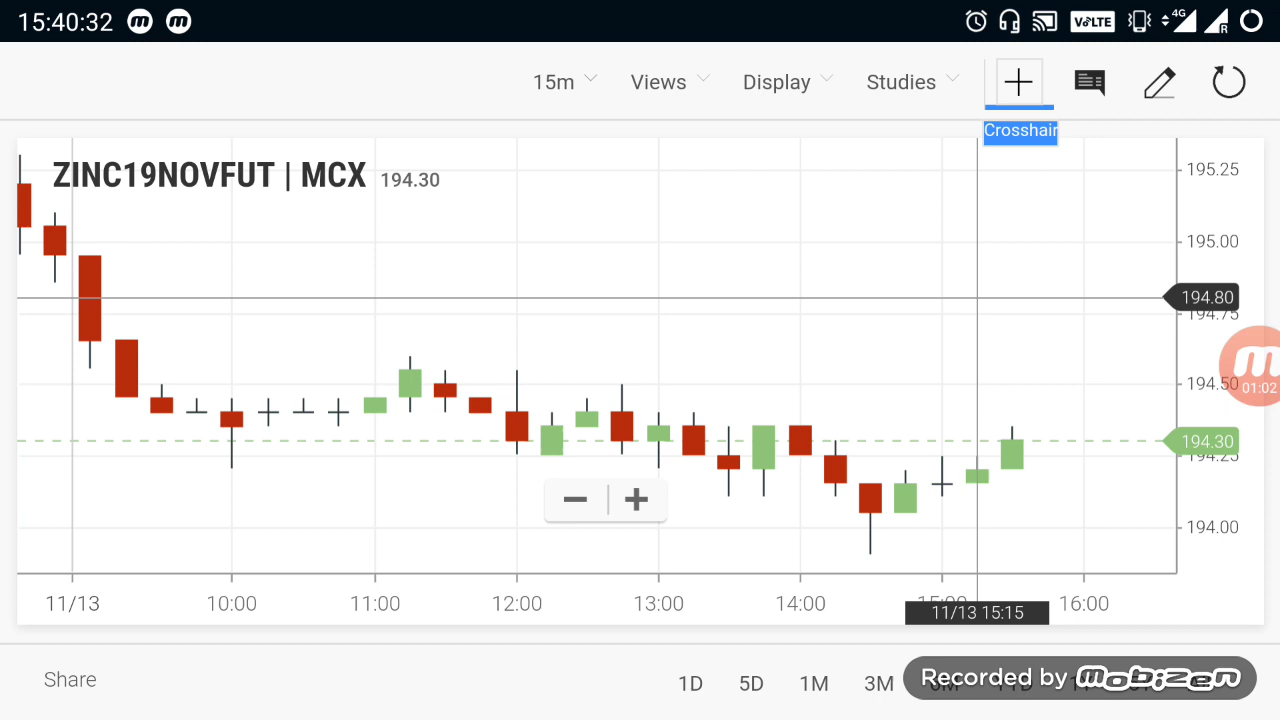 15:40:32
4G
VoLTE
R
15m Views Display Studies
Crosshair
ZINC19NOVFUT | MCX 194.30
195.25
195.00
194.80
194.75
194.50
01:02
194.30
194.25
194.00
11/13 10:00 11:00 12:00 13:00 14:00 15:00 16:00
11/13 15:15
Share
1D 5D 1M 3M
Recorded by mobizen